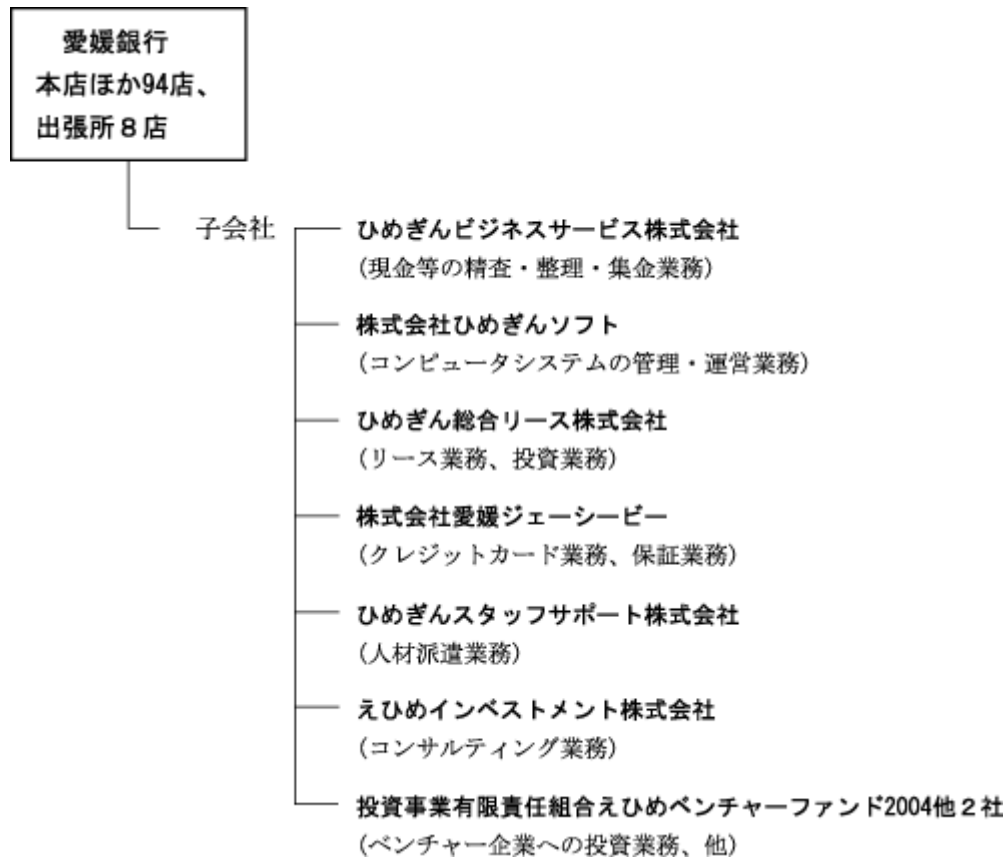 愛媛銀行
本店ほか94店、
出張所８店
子会社
ひめぎんビジネスサービス株式会社
(現金等の精査・整理・集金業務)
株式会社ひめぎんソフト
(コンピュータシステムの管理・運営業務)
ひめぎん総合リース株式会社
(リース業務、投資業務)
株式会社愛媛ジェーシービー
(クレジットカード業務、保証業務)
ひめぎんスタッフサポート株式会社
(人材派遣業務)
えひめインベストメント株式会社
(コンサルティング業務)
投資事業有限責任組合えひめベンチャーファンド2004他２社
(ベンチャー企業への投資業務、他)